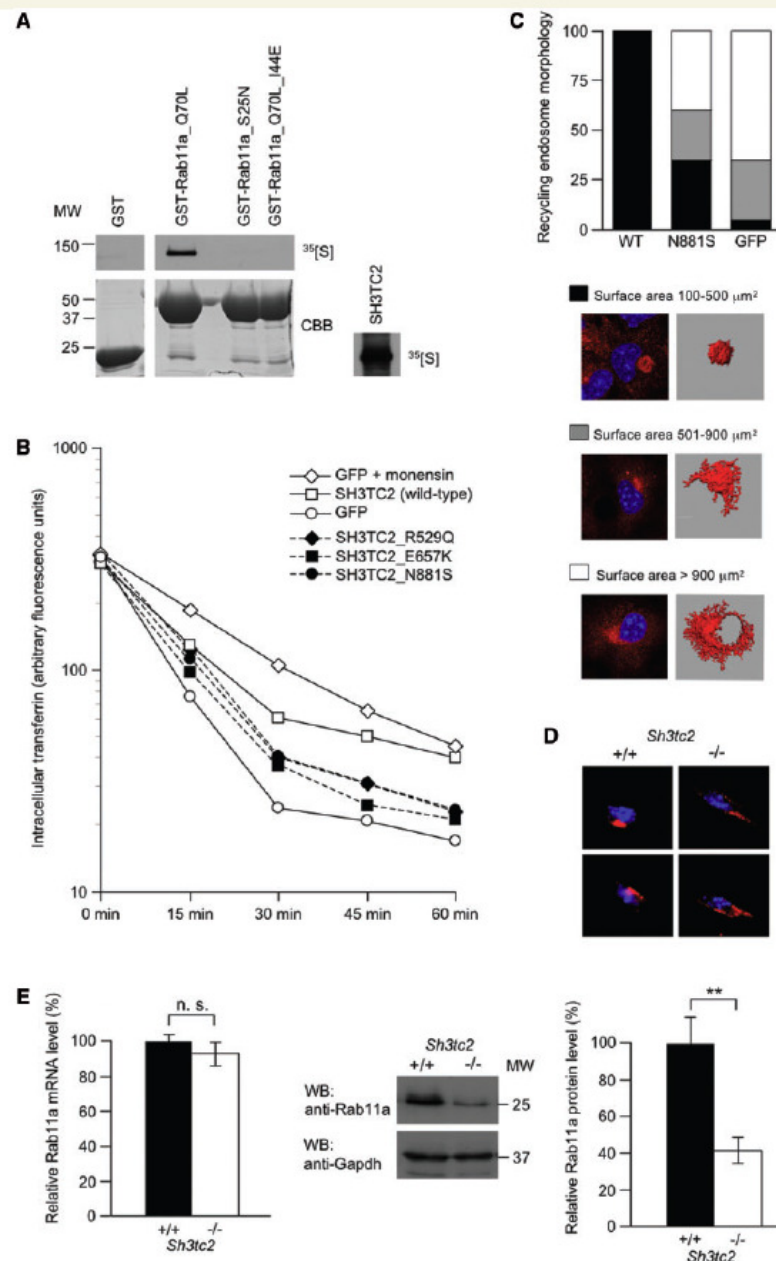 A
MW
GST
GST-Rab11a_Q70L
GST-Rab11a_S25N
GST-Rab11a_Q70L_I44E
150
35[S]
50
37
25
CBB
SH3TC2
35[S]
B
Intracellular transferrin (arbitrary fluorescence units)
1000
100
10
GFP + monensin
SH3TC2 (wild-type)
GFP
SH3TC2_R529Q
SH3TC2_E657K
SH3TC2_N881S
0 min
15 min
30 min
45 min
60 min
C
Recycling endosome morphology
100
75
50
25
0
WT
N881S
GFP
Surface area 100-500 µm²
Surface area 501-900 µm²
Surface area > 900 µm²
D
Sh3tc2
+/+
-/-
E
Relative Rab11a mRNA level (%)
n. s.
100
80
60
40
20
0
+/+
-/-
Sh3tc2
Sh3tc2
+/+
-/-
MW
WB:
anti-Rab11a
25
WB:
anti-Gapdh
37
Relative Rab11a protein level (%)
**
100
80
60
40
20
0
+/+
-/-
Sh3tc2